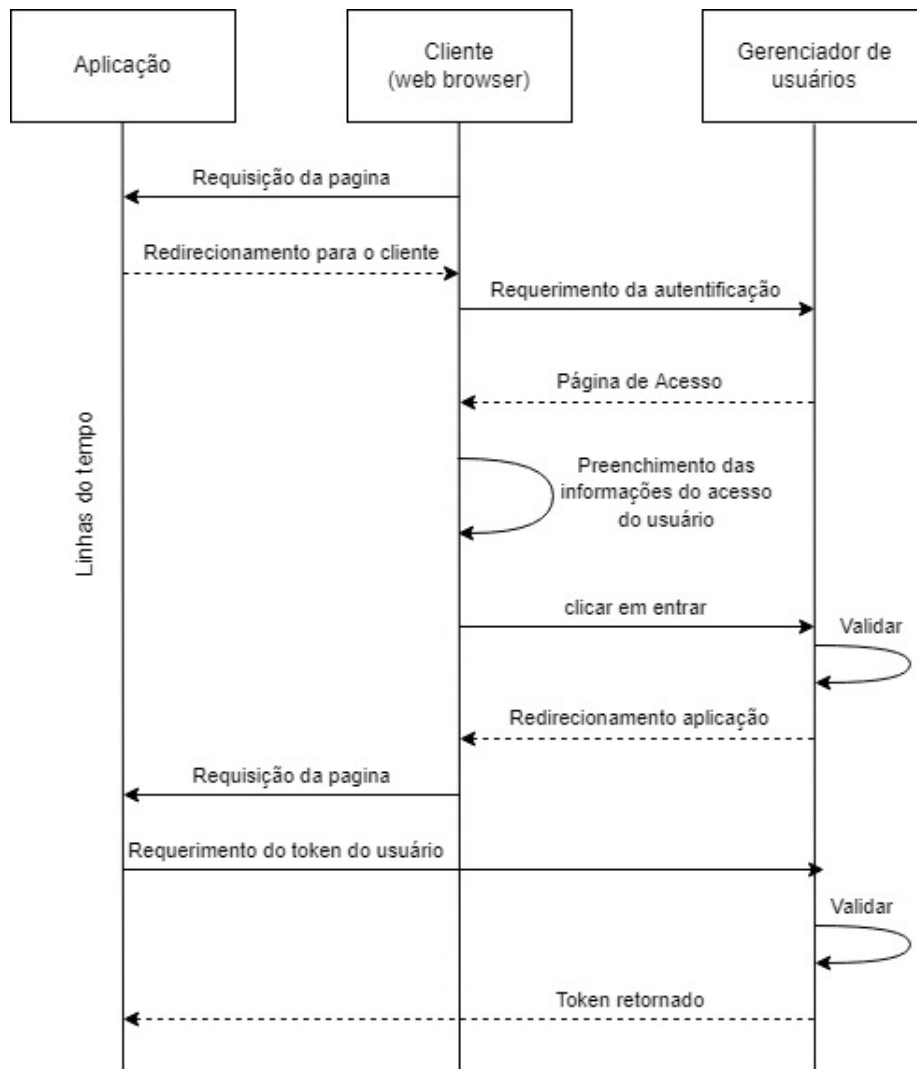 Aplicação
Cliente
(web browser)
Gerenciador de
usuários
Requisição da pagina
Redirecionamento para o cliente
Requerimento da autentificação
Página de Acesso
Linhas do tempo
Preenchimento das
informações do acesso
do usuário
clicar em entrar
Validar
Redirecionamento aplicação
Requisição da pagina
Requerimento do token do usuário
Validar
Token retornado